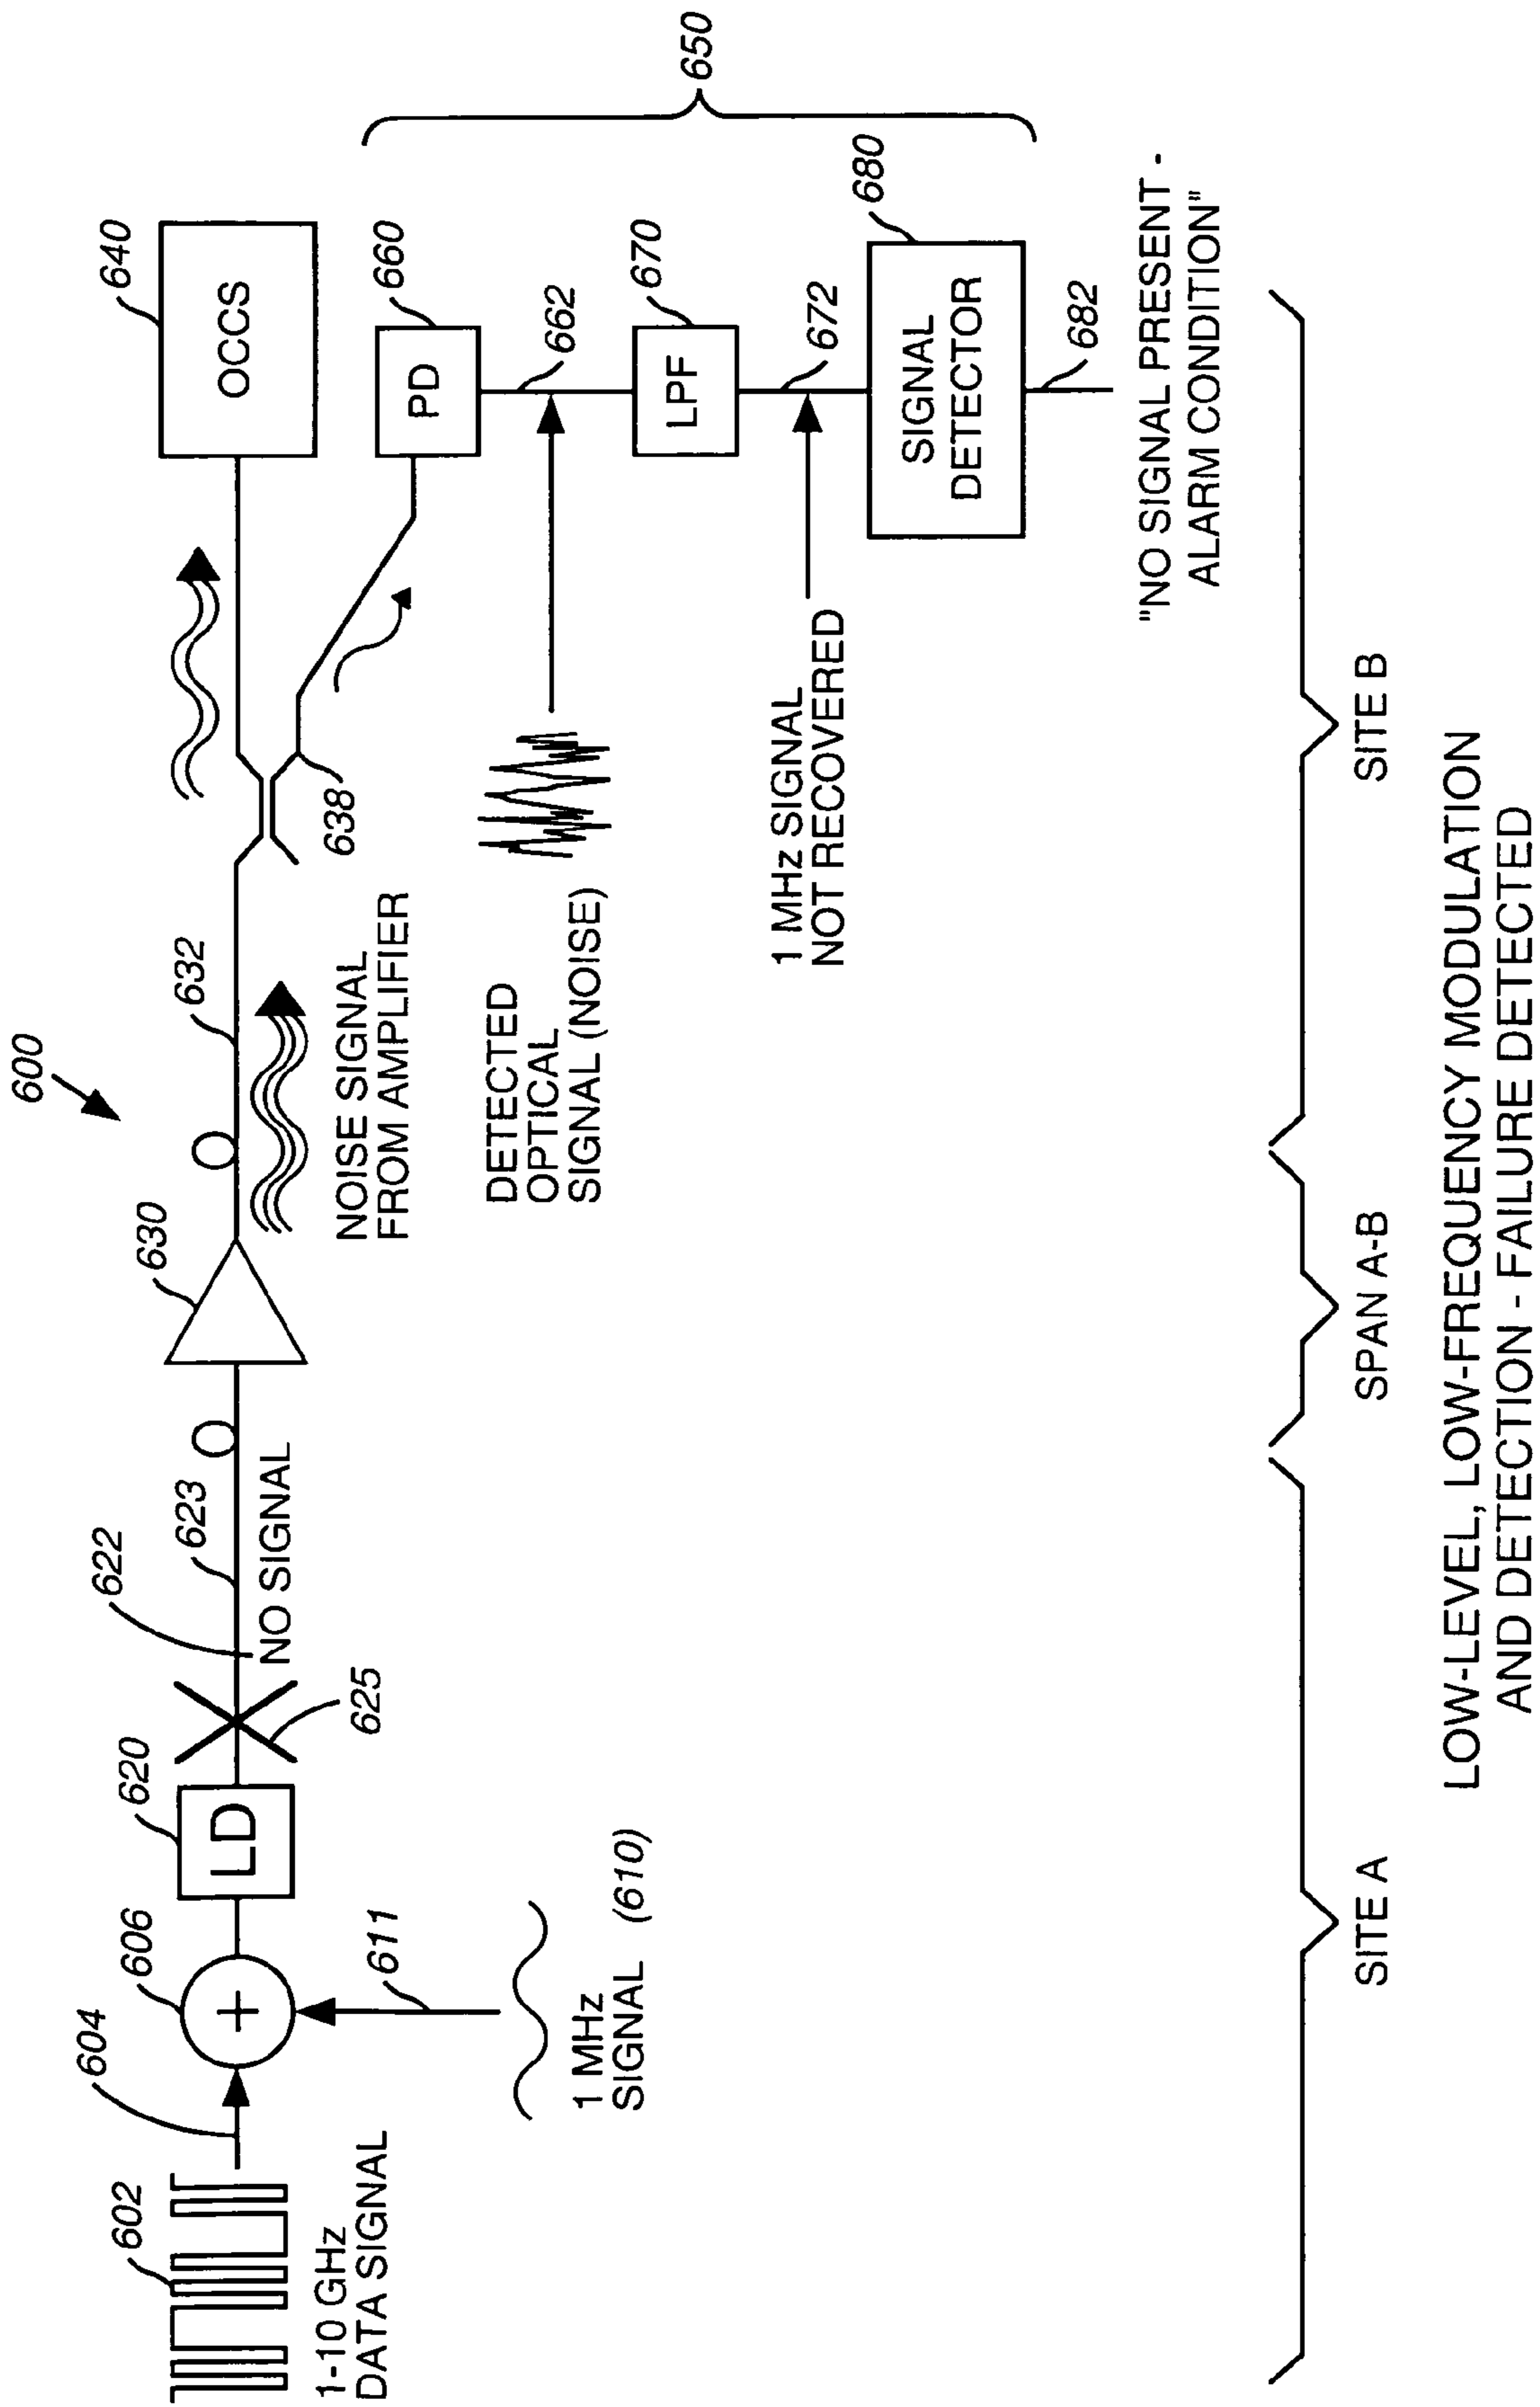 600
602
1-10 GHz
DATA SIGNAL
604
606
+
611
1 MHz
SIGNAL (610)
620
LD
625
622
623
NO SIGNAL
630
NOISE SIGNAL
FROM AMPLIFIER
632
638
640
OCCS
650
660
PD
662
DETECTED
OPTICAL
SIGNAL (NOISE)
670
LPF
672
1 MHz SIGNAL
NOT RECOVERED
680
SIGNAL
DETECTOR
682
"NO SIGNAL PRESENT -
ALARM CONDITION"
SITE A
SPAN A-B
SITE B
LOW-LEVEL, LOW-FREQUENCY MODULATION
AND DETECTION - FAILURE DETECTED